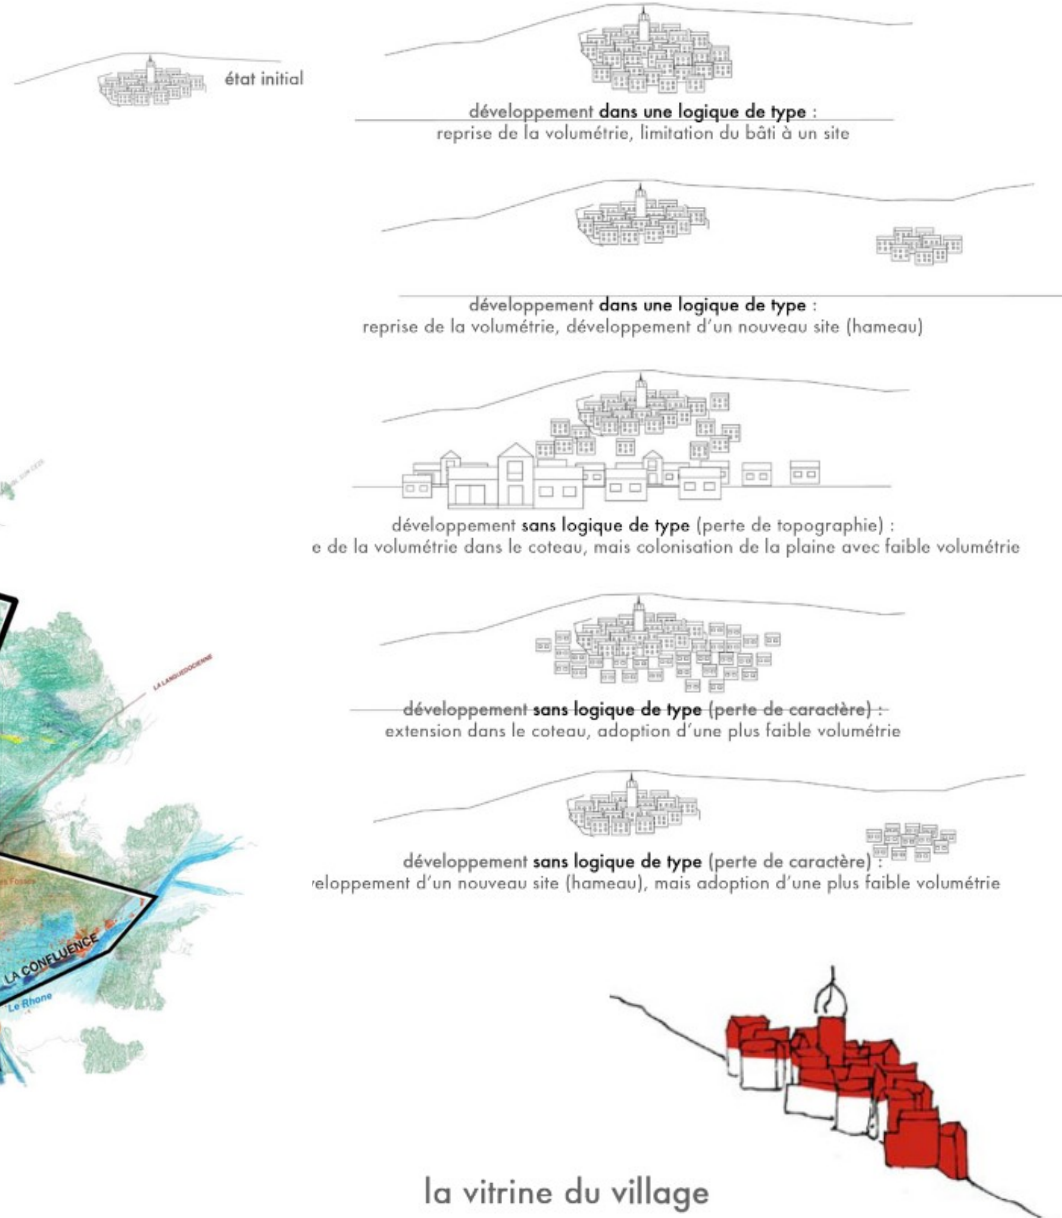 état initial
développement dans une logique de type :
reprise de la volumétrie, limitation du bâti à un site
développement dans une logique de type :
reprise de la volumétrie, développement d'un nouveau site (hameau)
développement sans logique de type (perte de topographie) :
e de la volumétrie dans le coteau, mais colonisation de la plaine avec faible volumétrie
développement sans logique de type (perte de caractère) :
extension dans le coteau, adoption d'une plus faible volumétrie
développement sans logique de type (perte de caractère) :
veloppement d'un nouveau site (hameau), mais adoption d'une plus faible volumétrie
LA LANGUEDOCIENNE
LA CONFLUENCE
Le Rhone
la vitrine du village